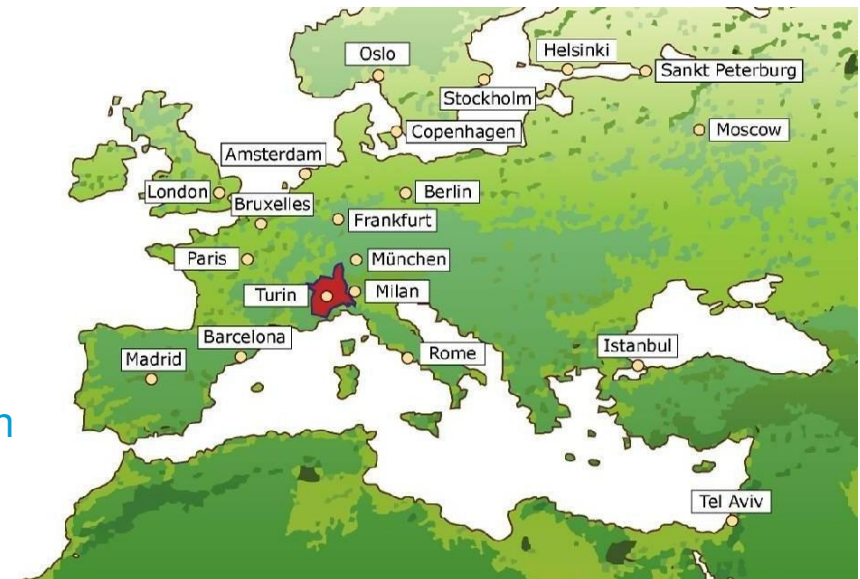 Oslo
Helsinki
Sankt Peterburg
Stockholm
Copenhagen
Moscow
Amsterdam
London
Berlin
Bruxelles
Frankfurt
Paris
München
Turin
Milan
Barcelona
Rome
Istanbul
Madrid
n
Tel Aviv